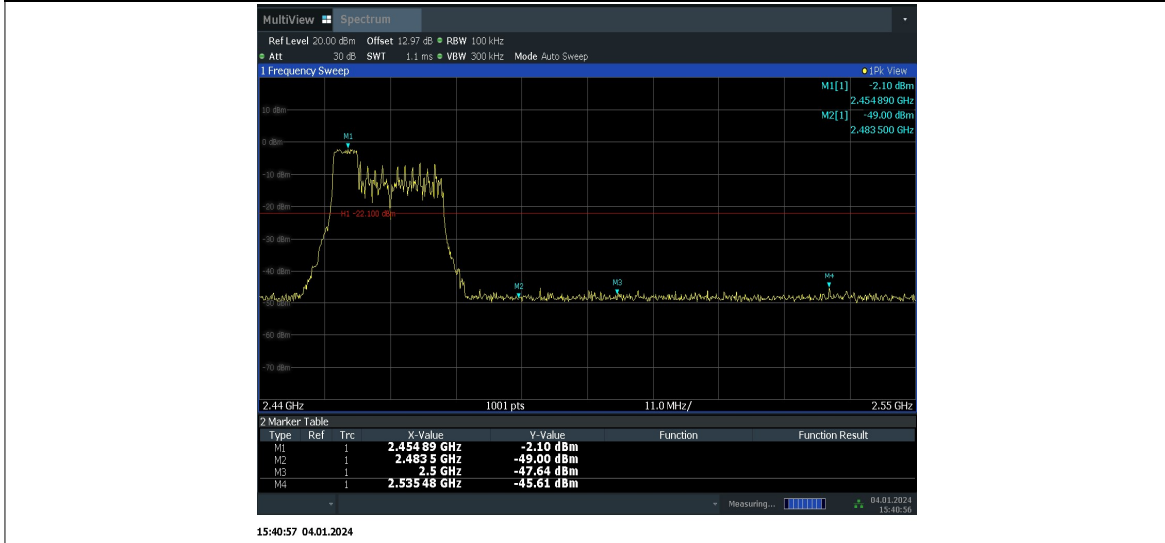 MultiView Spectrum
Ref Level 20.00 dBm Offset 12.97 dB RBW 100 kHz
Att 30 dB SWT 1.1 ms VBW 300 kHz Mode Auto Sweep
1 Frequency Sweep 1Pk View
M1[1] -2.10 dBm
2.454 890 GHz
M2[1] -49.00 dBm
2.483 500 GHz
10 dBm
M1
0 dBm
-10 dBm
-20 dBm
H1 -22.100 dBm
-30 dBm
-40 dBm
M2 M3 M4
-50 dBm
-60 dBm
-70 dBm
2.44 GHz 1001 pts 11.0 MHz/ 2.55 GHz
2 Marker Table
Type Ref Trc X-Value Y-Value Function Function Result
M1 1 2.454 89 GHz -2.10 dBm
M2 1 2.483 5 GHz -49.00 dBm
M3 1 2.5 GHz -47.64 dBm
M4 1 2.535 48 GHz -45.61 dBm
Measuring... 04.01.2024
15:40:56
15:40:57 04.01.2024